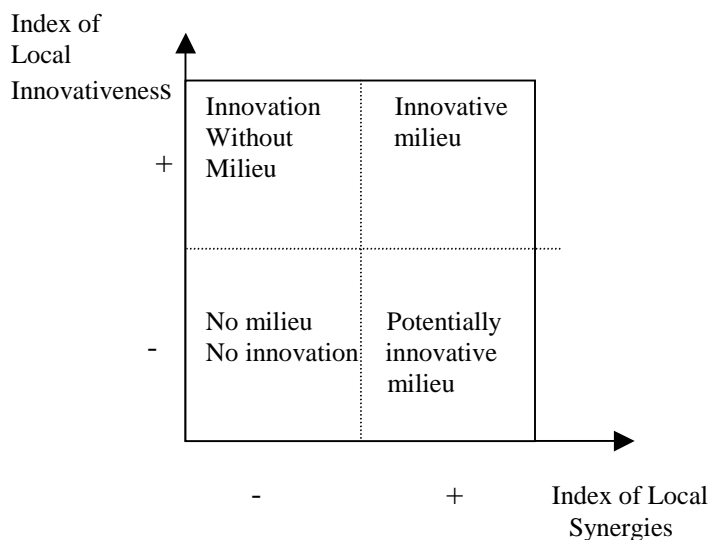 Index of
Local
Innovativeness
Innovation
Without
Milieu
Innovative
milieu
+
No milieu
No innovation
Potentially
innovative
milieu
-
-
+
Index of Local
Synergies